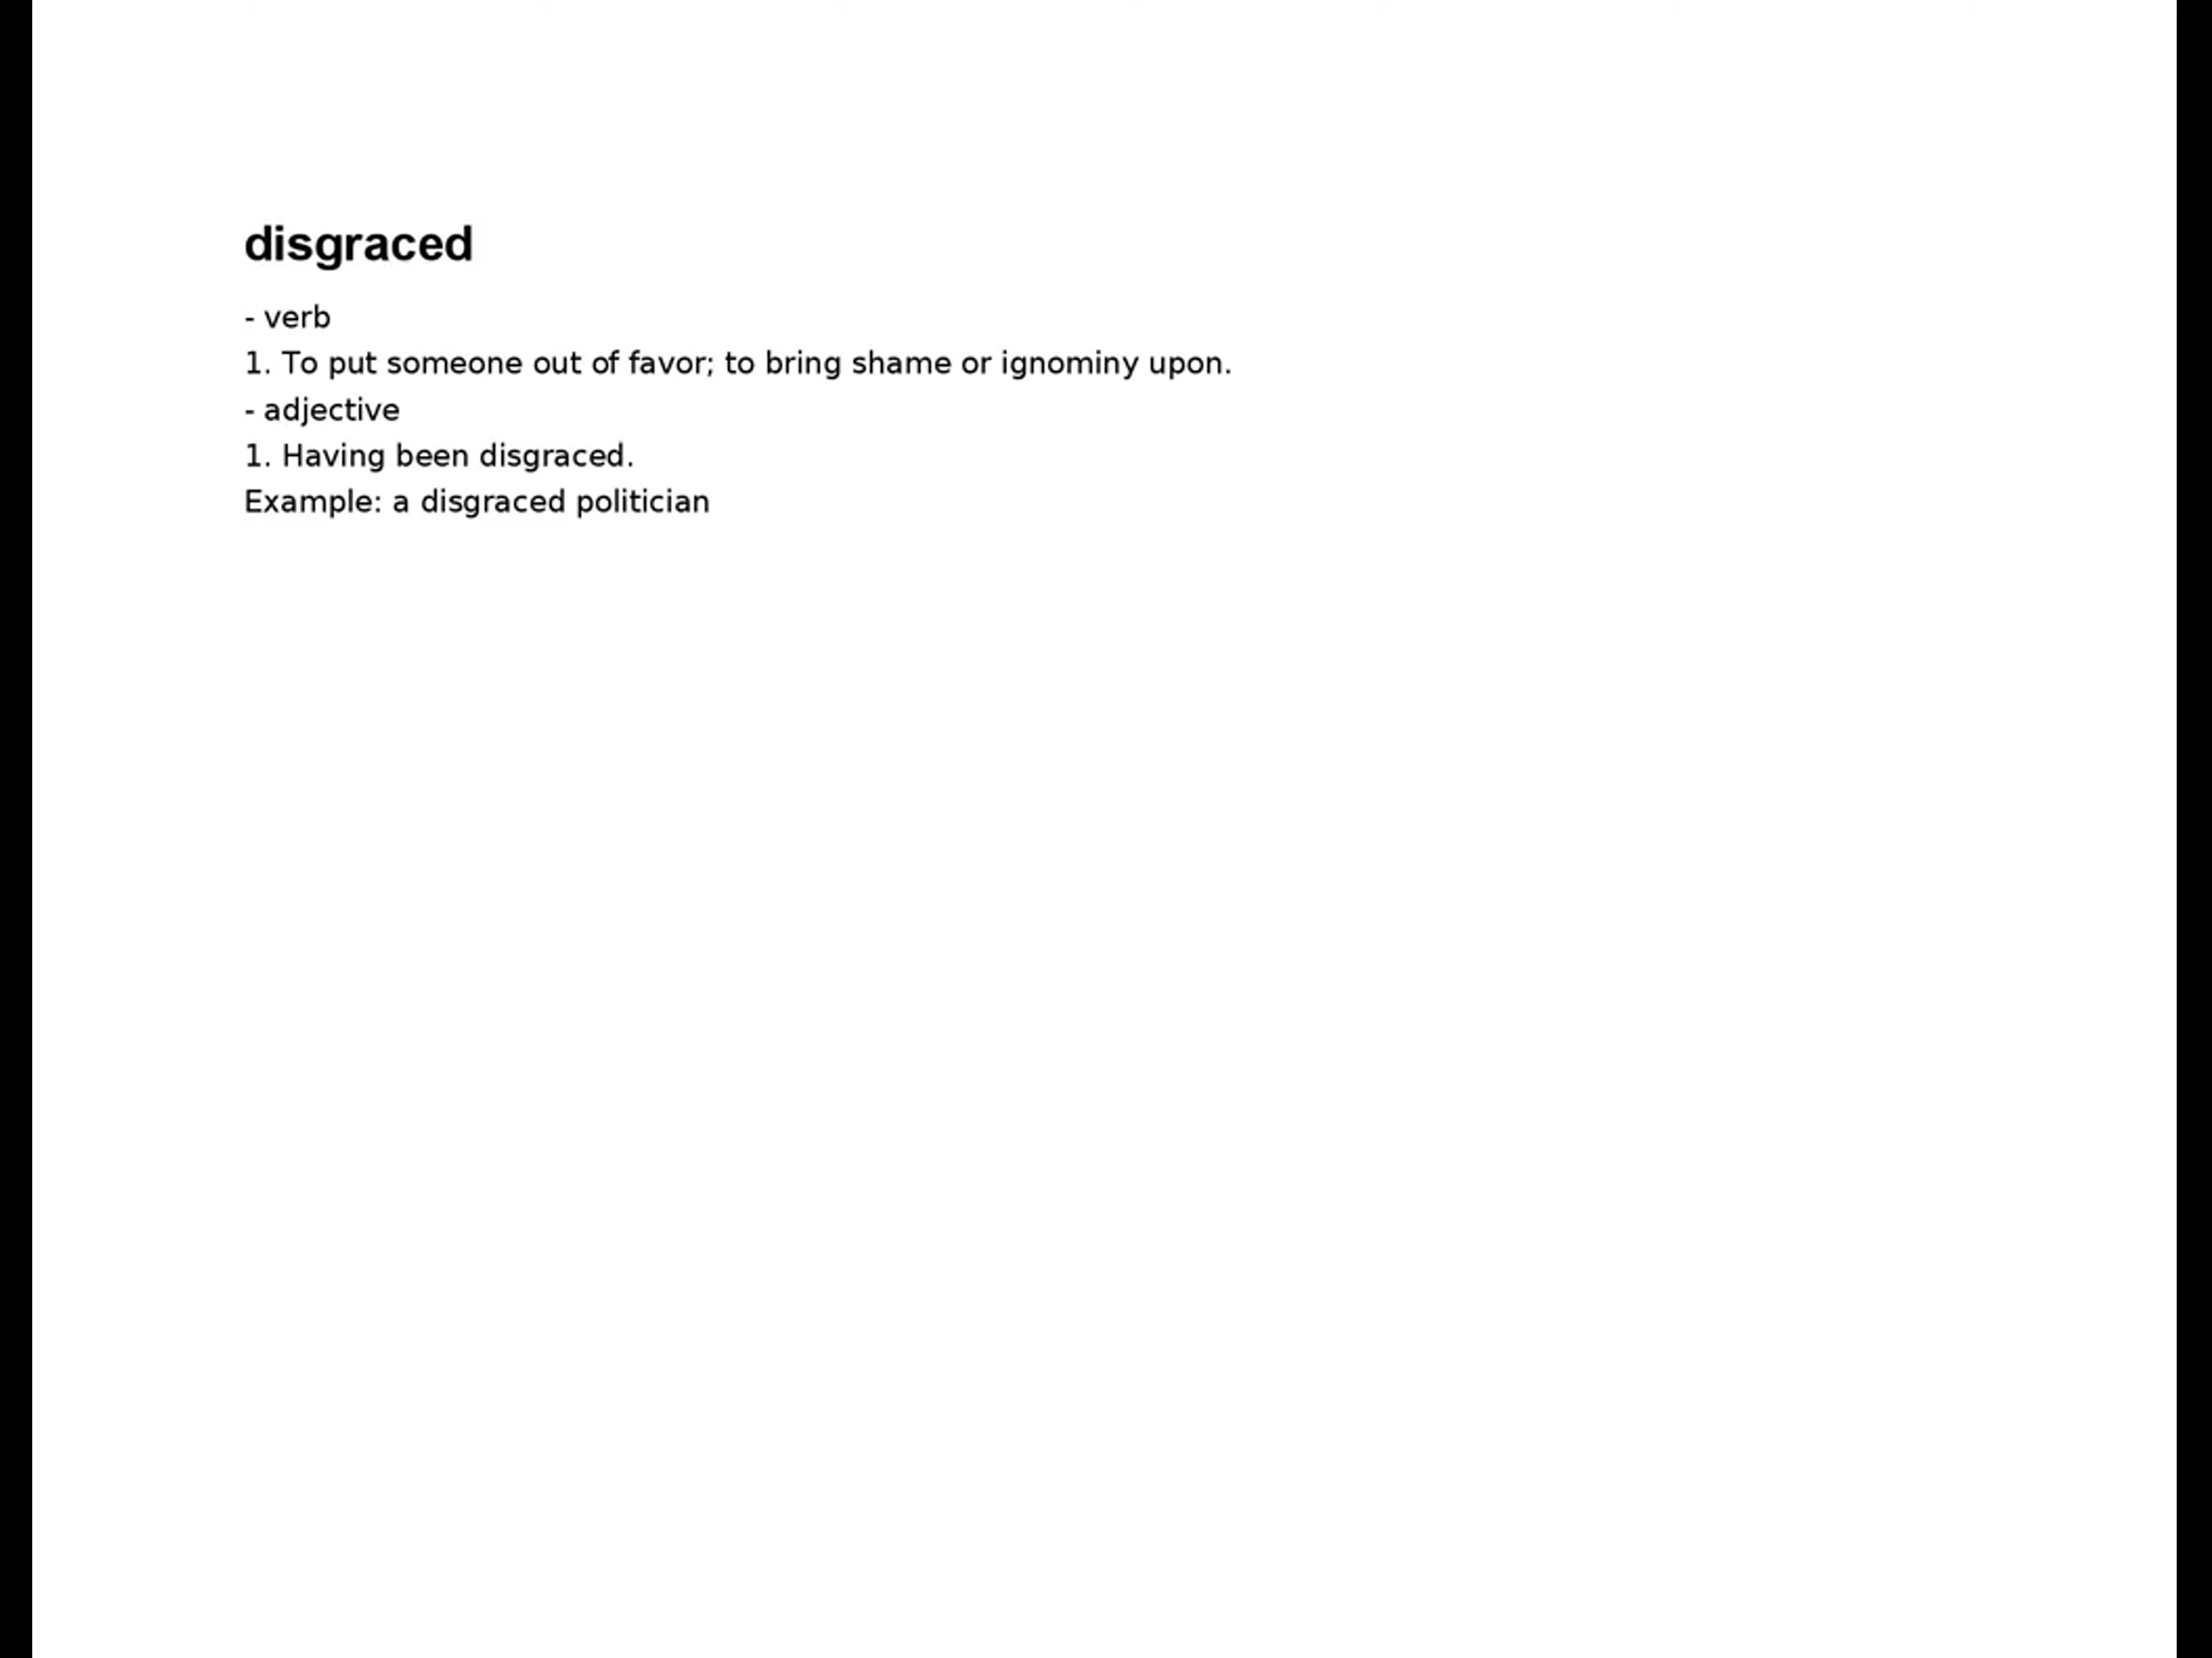 disgraced
- verb
1. To put someone out of favor; to bring shame or ignominy upon.
- adjective
1. Having been disgraced.
Example: a disgraced politician